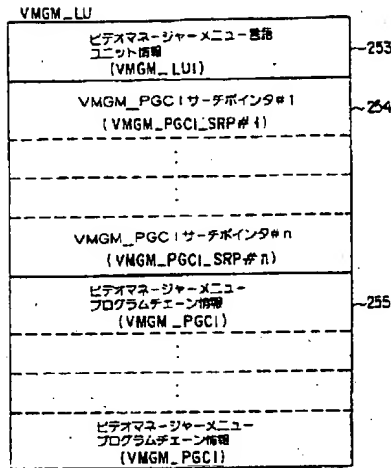 VMGM_LU
ビデオマネージャーメニュー言語
ユニット情報
(VMGM_LUI)
253
VMGM_PGCIサーチポインタ#1
(VMGM_PGCI_SRP#1)
254
VMGM_PGCIサーチポインタ#n
(VMGM_PGCI_SRP#n)
ビデオマネージャーメニュー
プログラムチェーン情報
(VMGM_PGCI)
255
ビデオマネージャーメニュー
プログラムチェーン情報
(VMGM_PGCI)